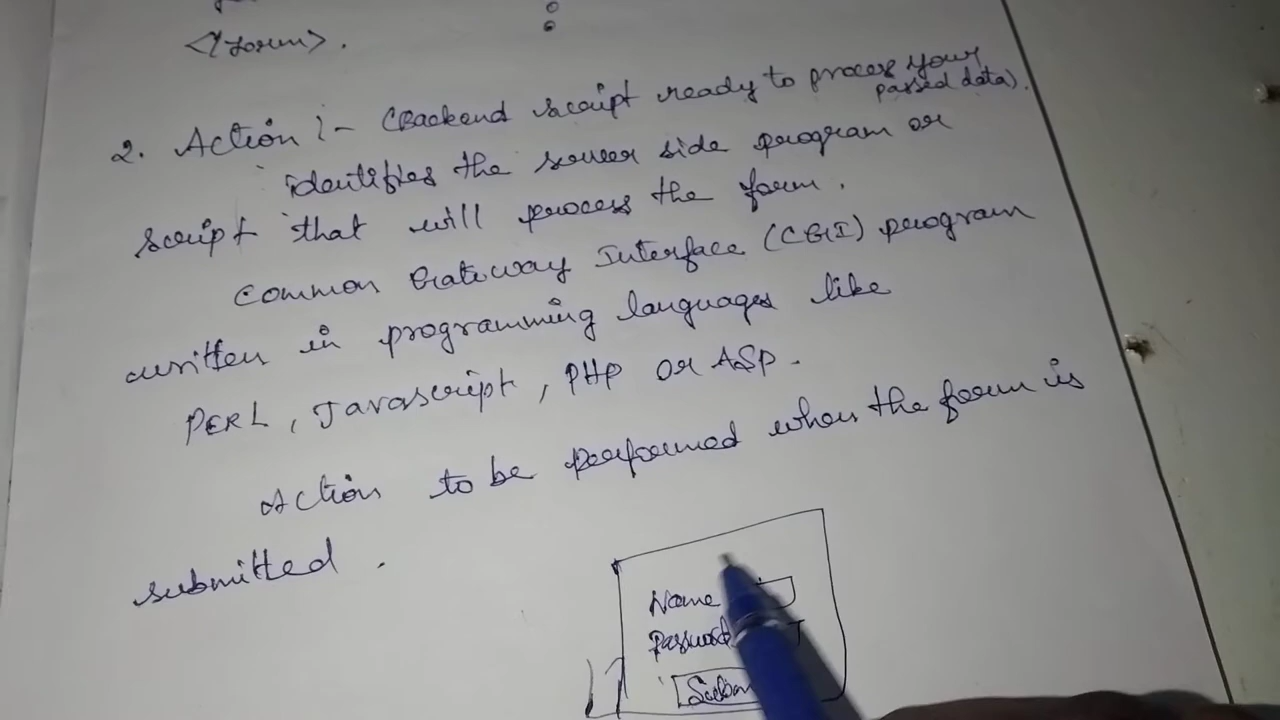 </form>.
2. Action :- (Backend script ready to process your
passed data).
identifies the server side program or
script that will process the form.
Common Gateway Interface (CGI) program
written in programming languages like
PERL, Javascript, PHP or ASP.
Action to be performed when the form is
submitted.
Name
Password